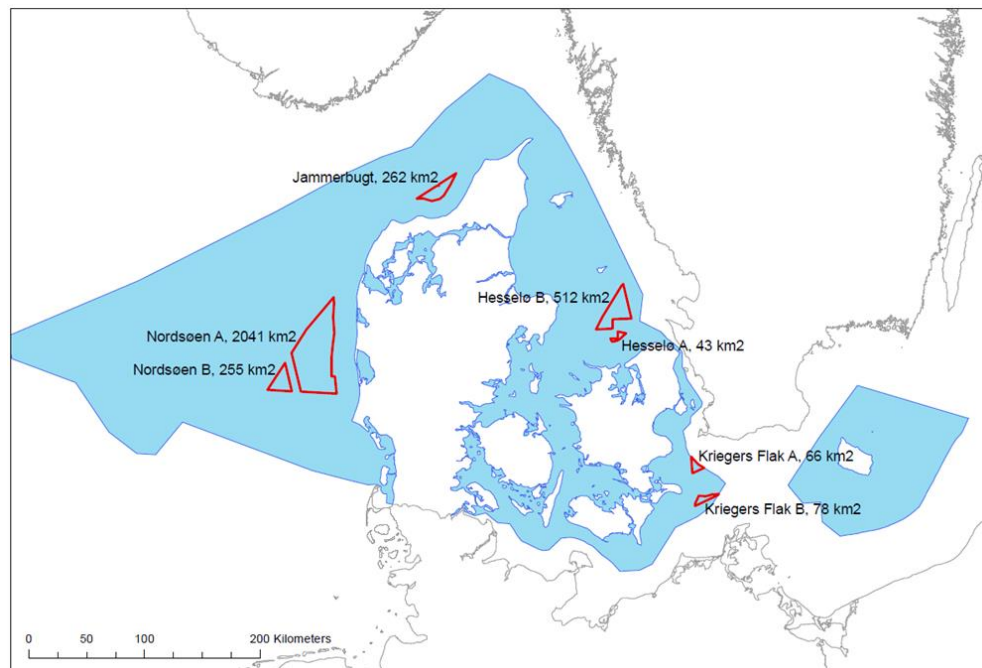 Jammerbugt, 262 km2
Hesselø B, 512 km2
Nordsøen A, 2041 km2
Hesselø A, 43 km2
Nordsøen B, 255 km2
Kriegers Flak A, 66 km2
Kriegers Flak B, 78 km2
0 50 100 200 Kilometers